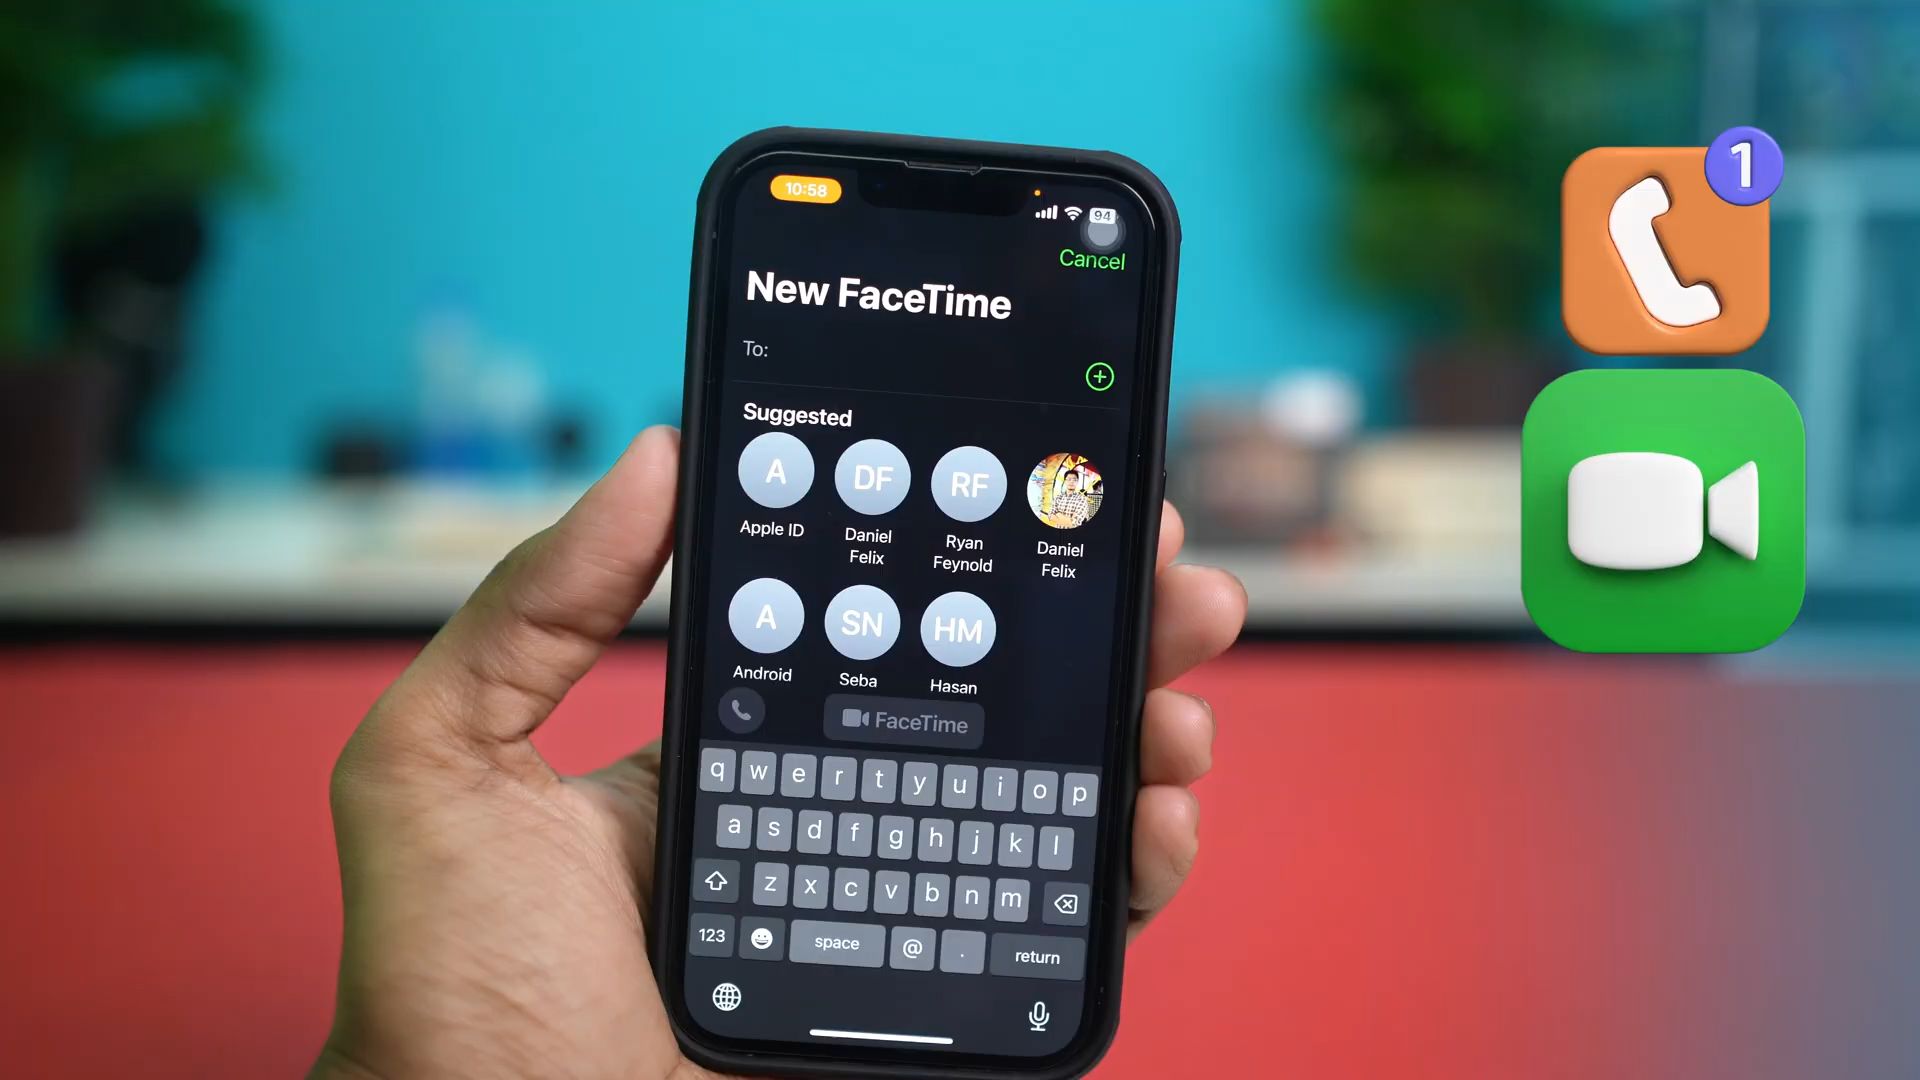 10:58
94
Cancel
New FaceTime
To:
Suggested
A
DF
RF
Apple ID
Daniel
Felix
Ryan
Feynold
Daniel
Felix
A
SN
HM
Android
Seba
Hasan
FaceTime
q w e r t y u i o p
a s d f g h j k l
z x c v b n m
123
space
@
.
return
1